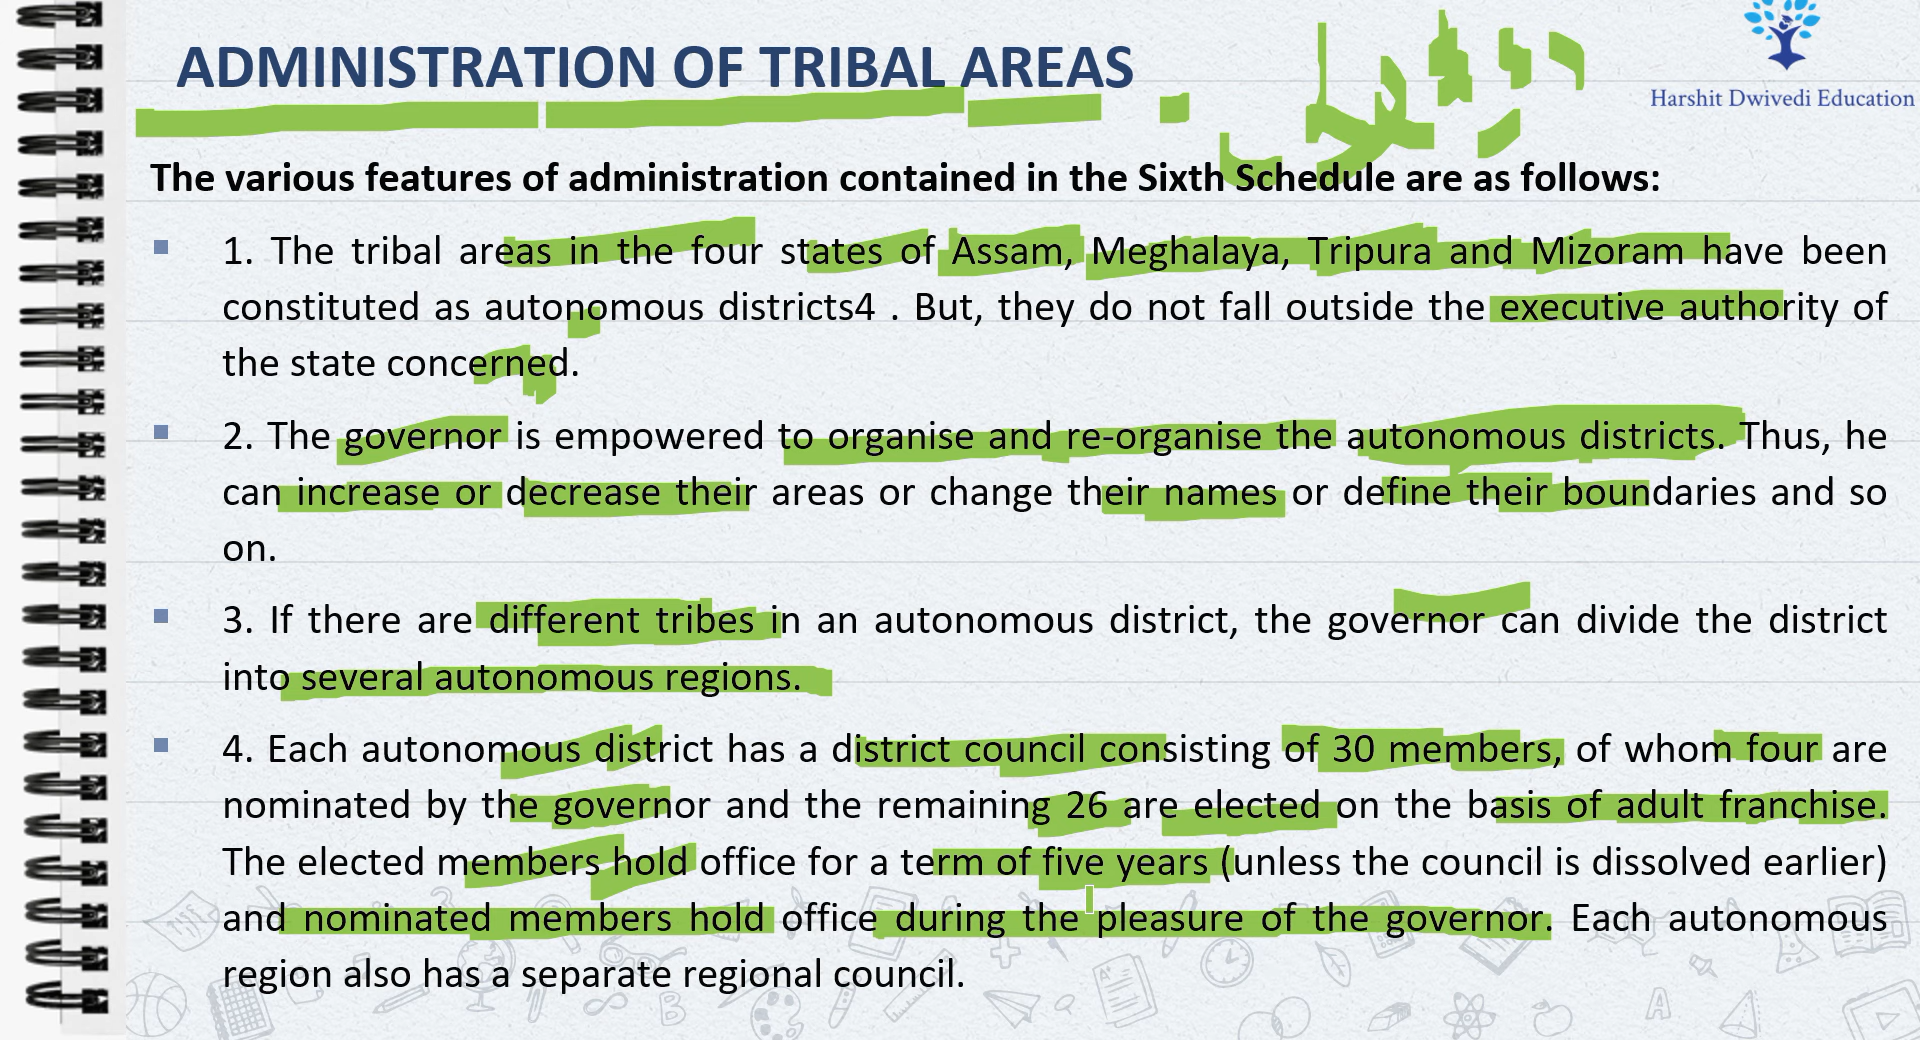 ADMINISTRATION OF TRIBAL AREAS
Harshit Dwivedi Education
The various features of administration contained in the Sixth Schedule are as follows:
1. The tribal areas in the four states of Assam, Meghalaya, Tripura and Mizoram have been
constituted as autonomous districts4 . But, they do not fall outside the executive authority of
the state concerned.
2. The governor is empowered to organise and re-organise the autonomous districts. Thus, he
can increase or decrease their areas or change their names or define their boundaries and so
on.
3. If there are different tribes in an autonomous district, the governor can divide the district
into several autonomous regions.
4. Each autonomous district has a district council consisting of 30 members, of whom four are
nominated by the governor and the remaining 26 are elected on the basis of adult franchise.
The elected members hold office for a term of five years (unless the council is dissolved earlier)
and nominated members hold office during the pleasure of the governor. Each autonomous
region also has a separate regional council.